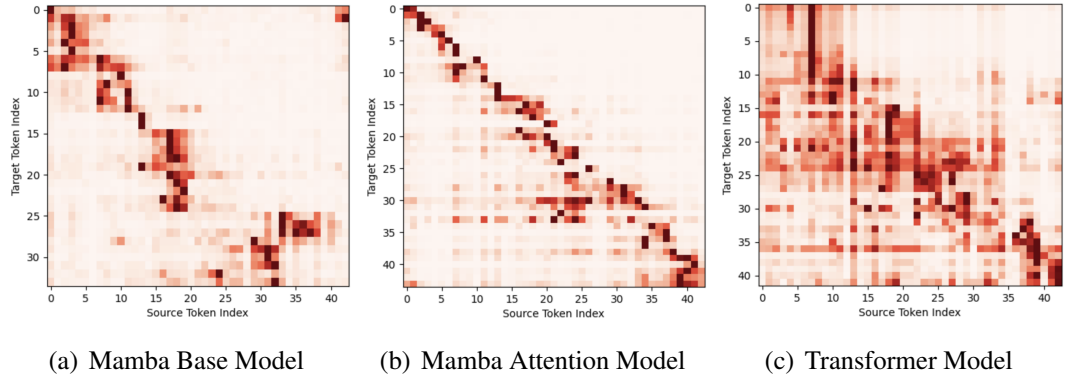 0
5
10
15
20
25
30
Target Token Index
0 5 10 15 20 25 30 35 40
Source Token Index
(a) Mamba Base Model
0
5
10
15
20
25
30
35
40
Target Token Index
0 5 10 15 20 25 30 35 40
Source Token Index
(b) Mamba Attention Model
0
5
10
15
20
25
30
35
40
Target Token Index
0 5 10 15 20 25 30 35 40
Source Token Index
(c) Transformer Model